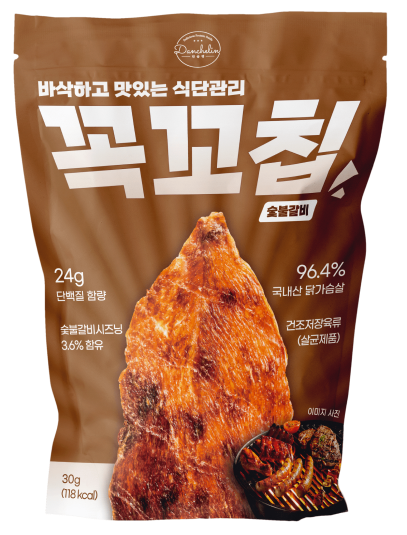 Danchelin
단슐랭
바삭하고 맛있는 식단관리
꼭꼬칩
숯불갈비
24g
단백질 함량
숯불갈비시즈닝
3.6% 함유
96.4%
국내산 닭가슴살
건조저장육류
(살균제품)
이미지 사진
30g
(118 kcal)